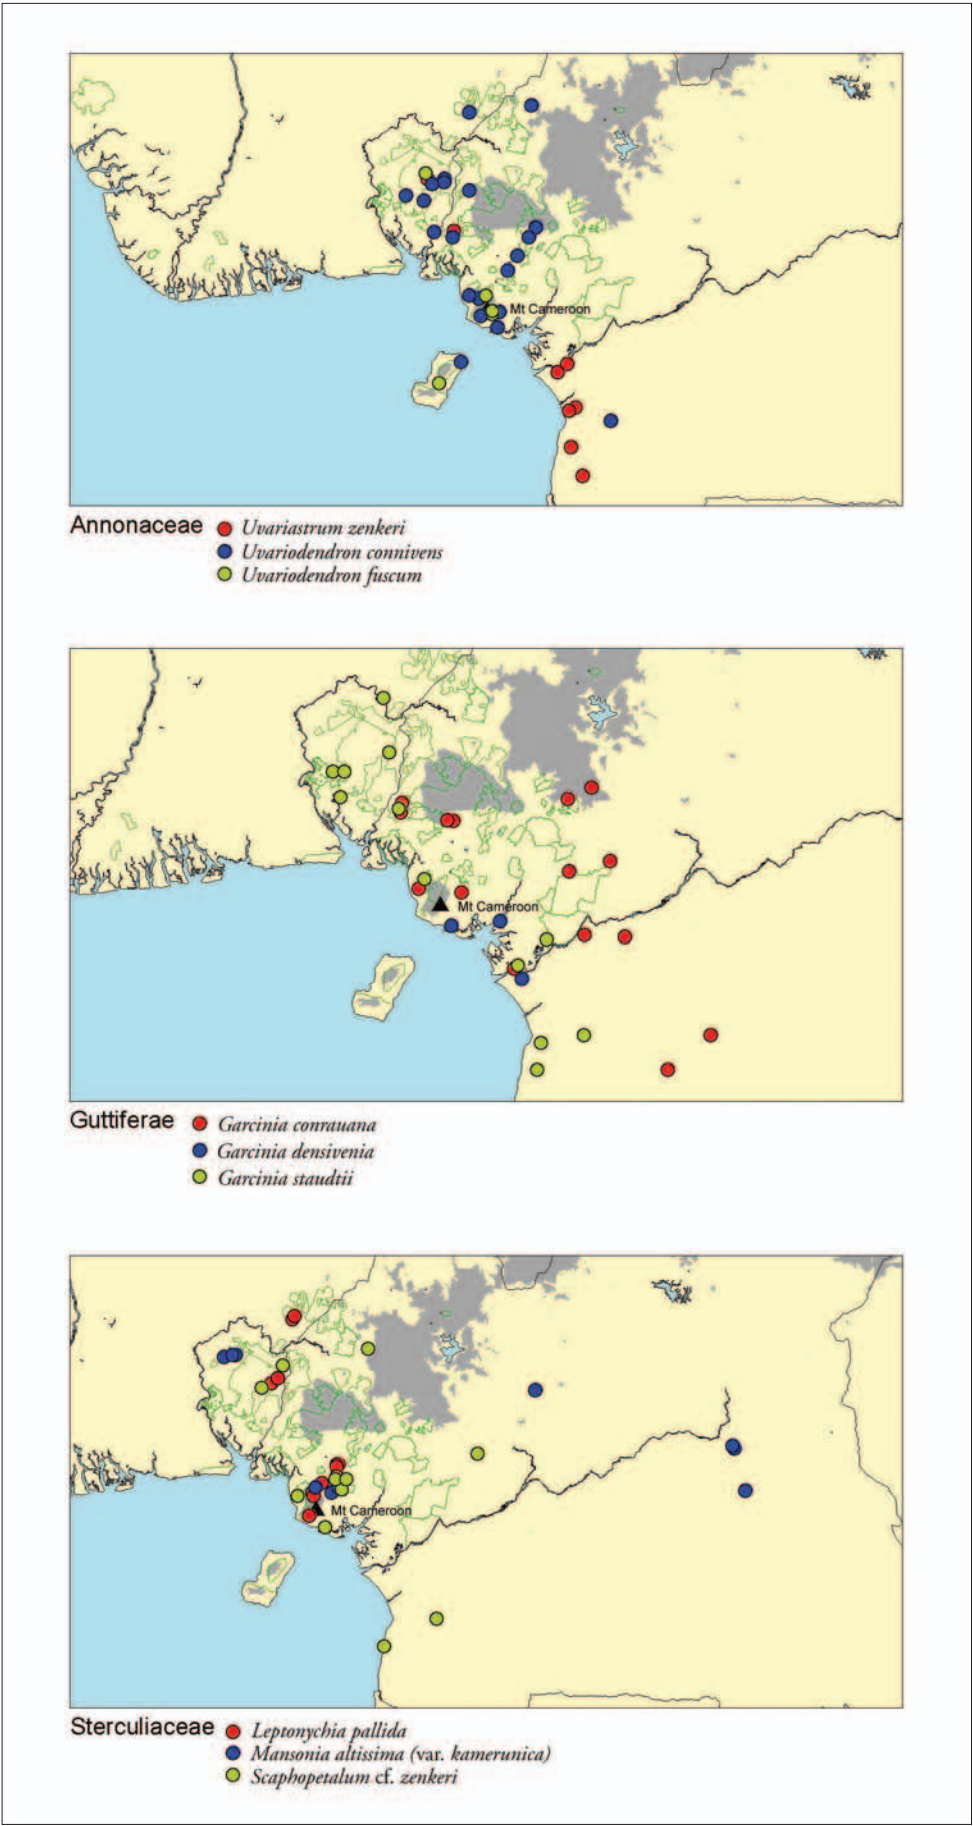 Mt Cameroon
Annonaceae
Uvariastrum zenkeri
Uvariodendron connivens
Uvariodendron fuscum
Mt Cameroon
Guttiferae
Garcinia conrauana
Garcinia densivenia
Garcinia staudtii
Mt Cameroon
Sterculiaceae
Leptonychia pallida
Mansonia altissima (var. kamerunica)
Scaphopetalum cf. zenkeri